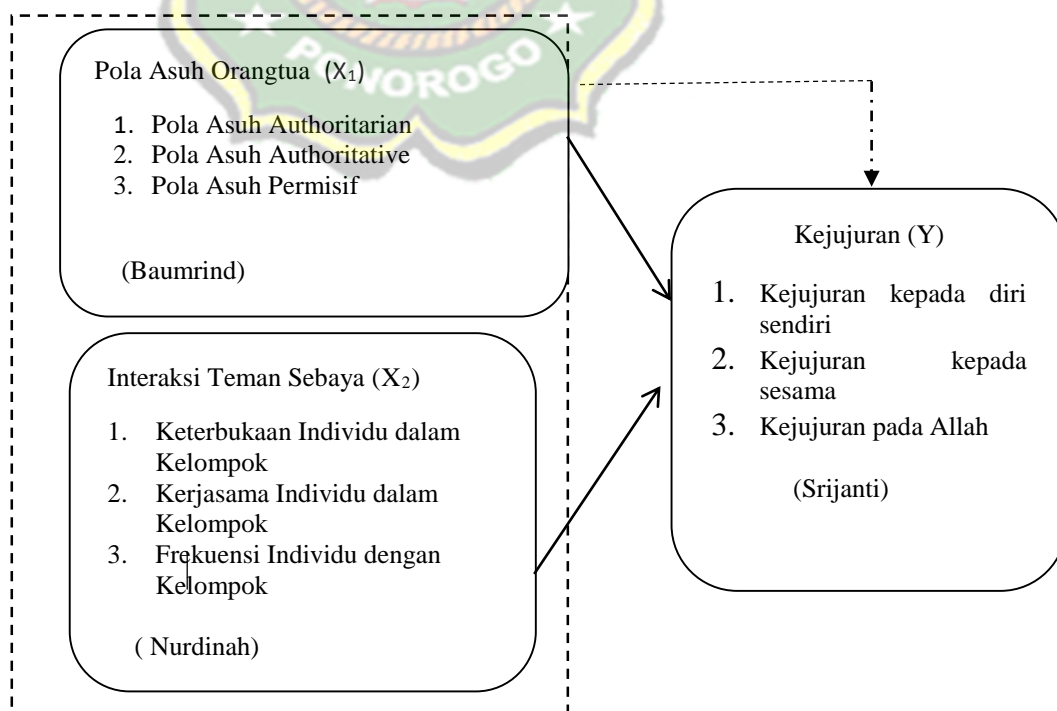 PONOROGO
Pola Asuh Orangtua (X₁)
1. Pola Asuh Authoritarian
2. Pola Asuh Authoritative
3. Pola Asuh Permisif
(Baumrind)
Interaksi Teman Sebaya (X₂)
1. Keterbukaan Individu dalam
Kelompok
2. Kerjasama Individu dalam
Kelompok
3. Frekuensi Individu dengan
Kelompok
( Nurdinah)
Kejujuran (Y)
1. Kejujuran kepada diri
sendiri
2. Kejujuran kepada
sesama
3. Kejujuran pada Allah
(Srijanti)